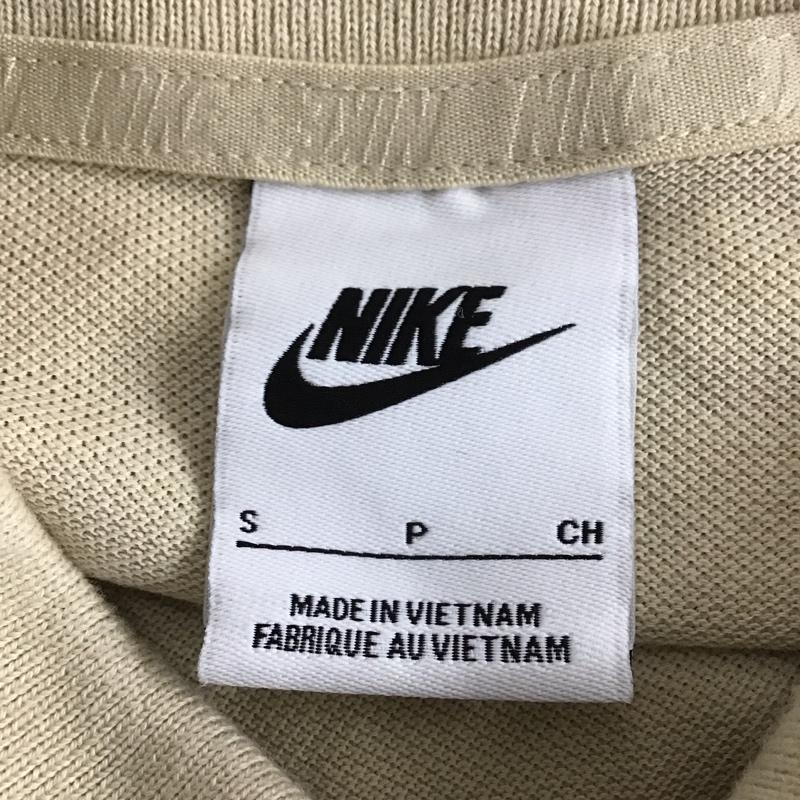 NIKE
S P CH
MADE IN VIETNAM
FABRIQUE AU VIETNAM